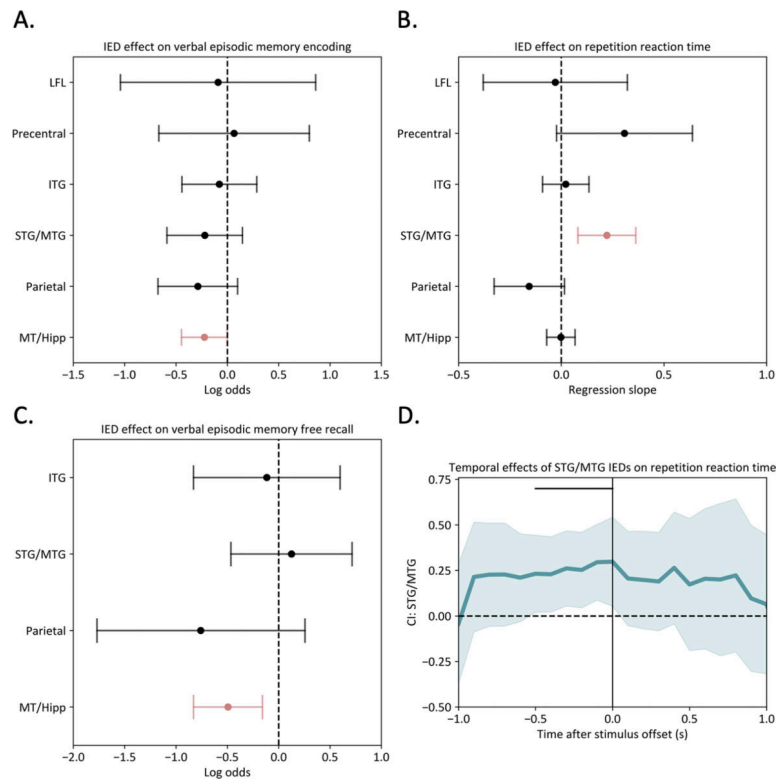 A.
IED effect on verbal episodic memory encoding
LFL
Precentral
ITG
STG/MTG
Parietal
MT/Hipp
−1.5 −1.0 −0.5 0.0 0.5 1.0 1.5
Log odds
B.
IED effect on repetition reaction time
LFL
Precentral
ITG
STG/MTG
Parietal
MT/Hipp
−0.5 0.0 0.5 1.0
Regression slope
C.
IED effect on verbal episodic memory free recall
ITG
STG/MTG
Parietal
MT/Hipp
−2.0 −1.5 −1.0 −0.5 0.0 0.5 1.0
Log odds
D.
Temporal effects of STG/MTG IEDs on repetition reaction time
CI: STG/MTG
0.75
0.50
0.25
0.00
−0.25
−0.50
−1.0 −0.5 0.0 0.5 1.0
Time after stimulus offset (s)